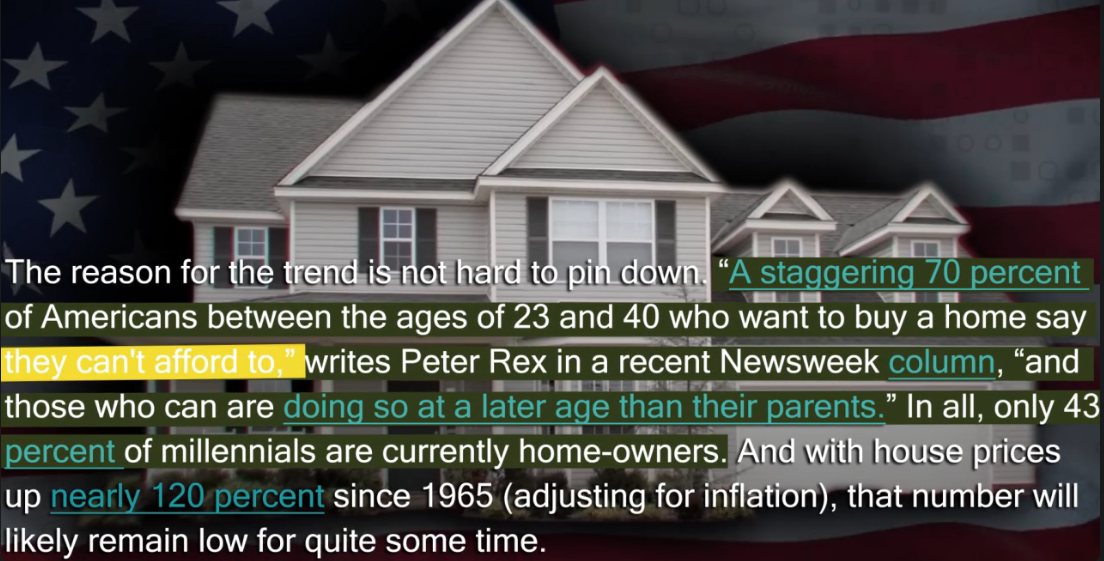 The reason for the trend is not hard to pin down. “A staggering 70 percent
of Americans between the ages of 23 and 40 who want to buy a home say
they can't afford to,” writes Peter Rex in a recent Newsweek column, “and
those who can are doing so at a later age than their parents.” In all, only 43
percent of millennials are currently home-owners. And with house prices
up nearly 120 percent since 1965 (adjusting for inflation), that number will
likely remain low for quite some time.